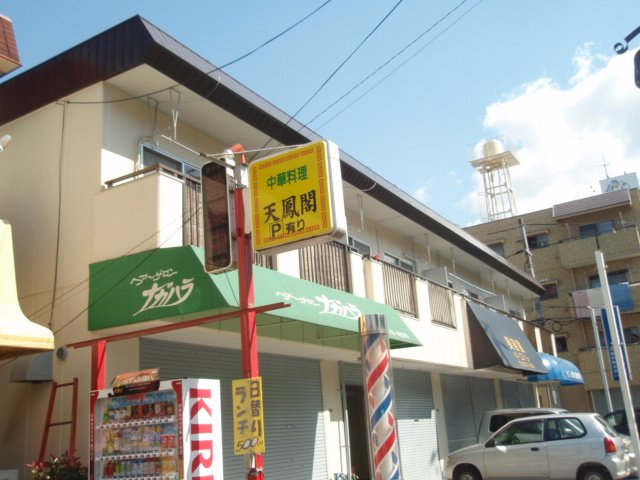 中華料理
天鳳閣
P有り
ヘアーサロン
ナガハラ
ヘアーサロン
ナガハラ
日替り
ランチ
500
KIRI